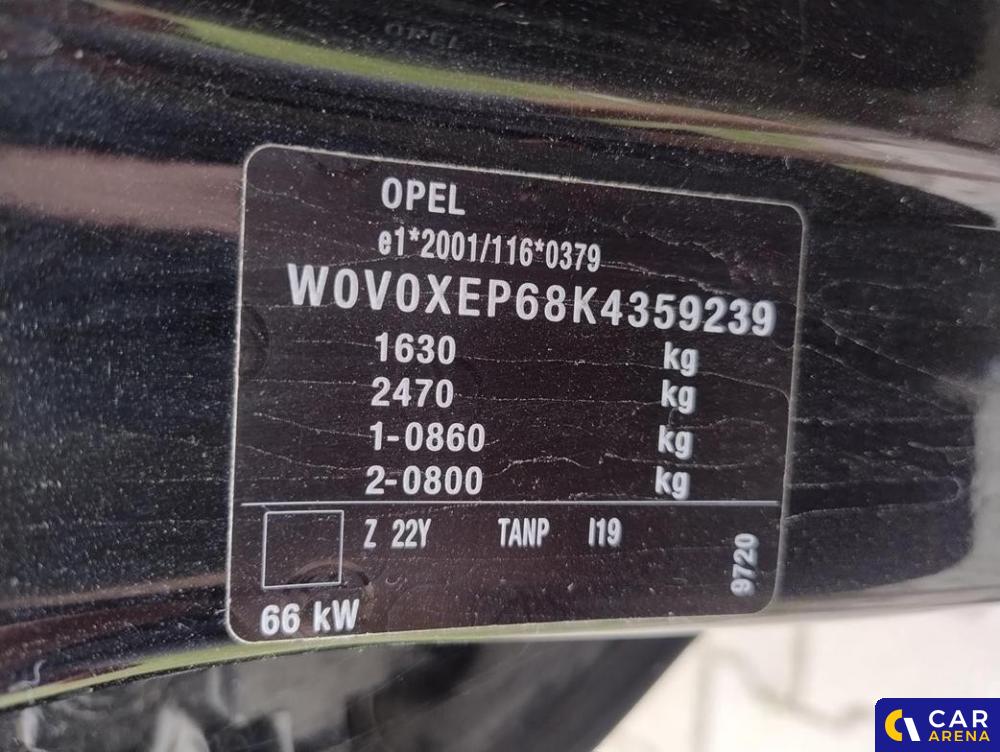 OPEL
e1*2001/116*0379
W0V0XEP68K4359239
1630 kg
2470 kg
1-0860 kg
2-0800 kg
Z 22Y TANP I19
9720
66 kW
CAR
ARENA